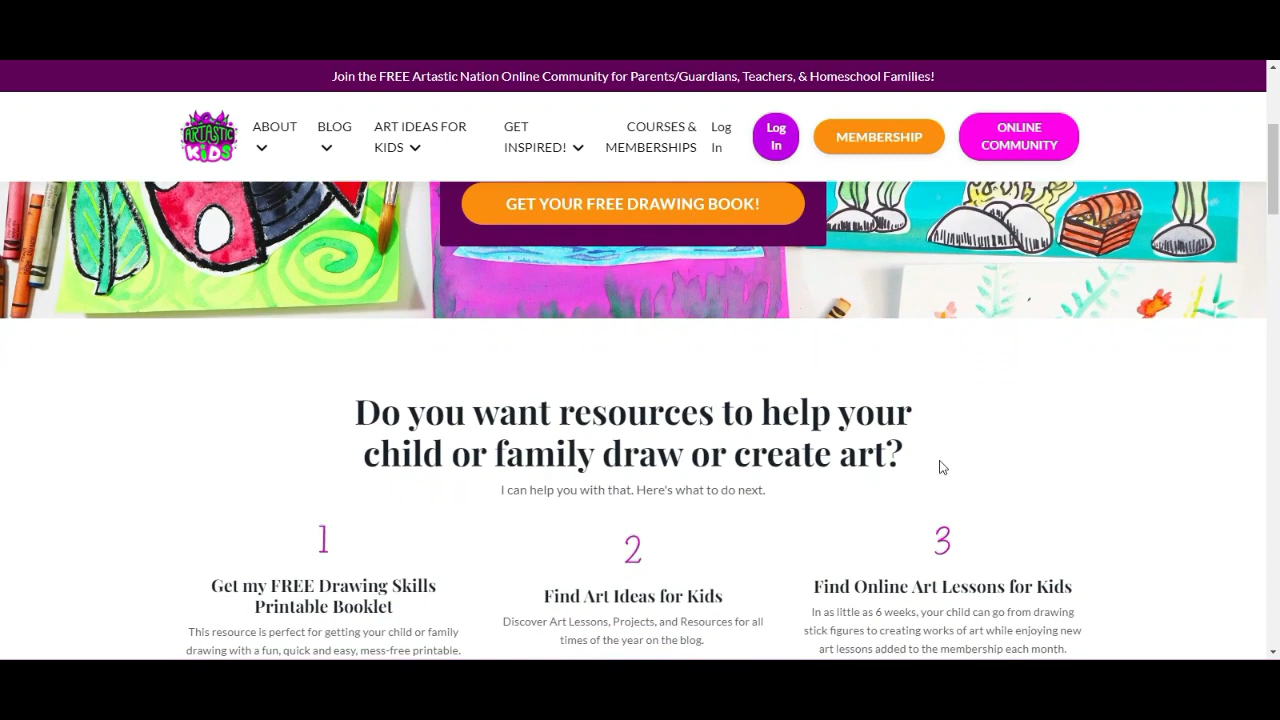 Join the FREE Artastic Nation Online Community for Parents/Guardians, Teachers, & Homeschool Families!
ARTASTIC
KiDS
ABOUT
BLOG
ART IDEAS FOR
KIDS
GET
INSPIRED!
COURSES &
MEMBERSHIPS
Log
In
Log
In
MEMBERSHIP
ONLINE
COMMUNITY
GET YOUR FREE DRAWING BOOK!
Do you want resources to help your
child or family draw or create art?
I can help you with that. Here's what to do next.
1
Get my FREE Drawing Skills
Printable Booklet
This resource is perfect for getting your child or family
drawing with a fun, quick and easy, mess-free printable.
2
Find Art Ideas for Kids
Discover Art Lessons, Projects, and Resources for all
times of the year on the blog.
3
Find Online Art Lessons for Kids
In as little as 6 weeks, your child can go from drawing
stick figures to creating works of art while enjoying new
art lessons added to the membership each month.